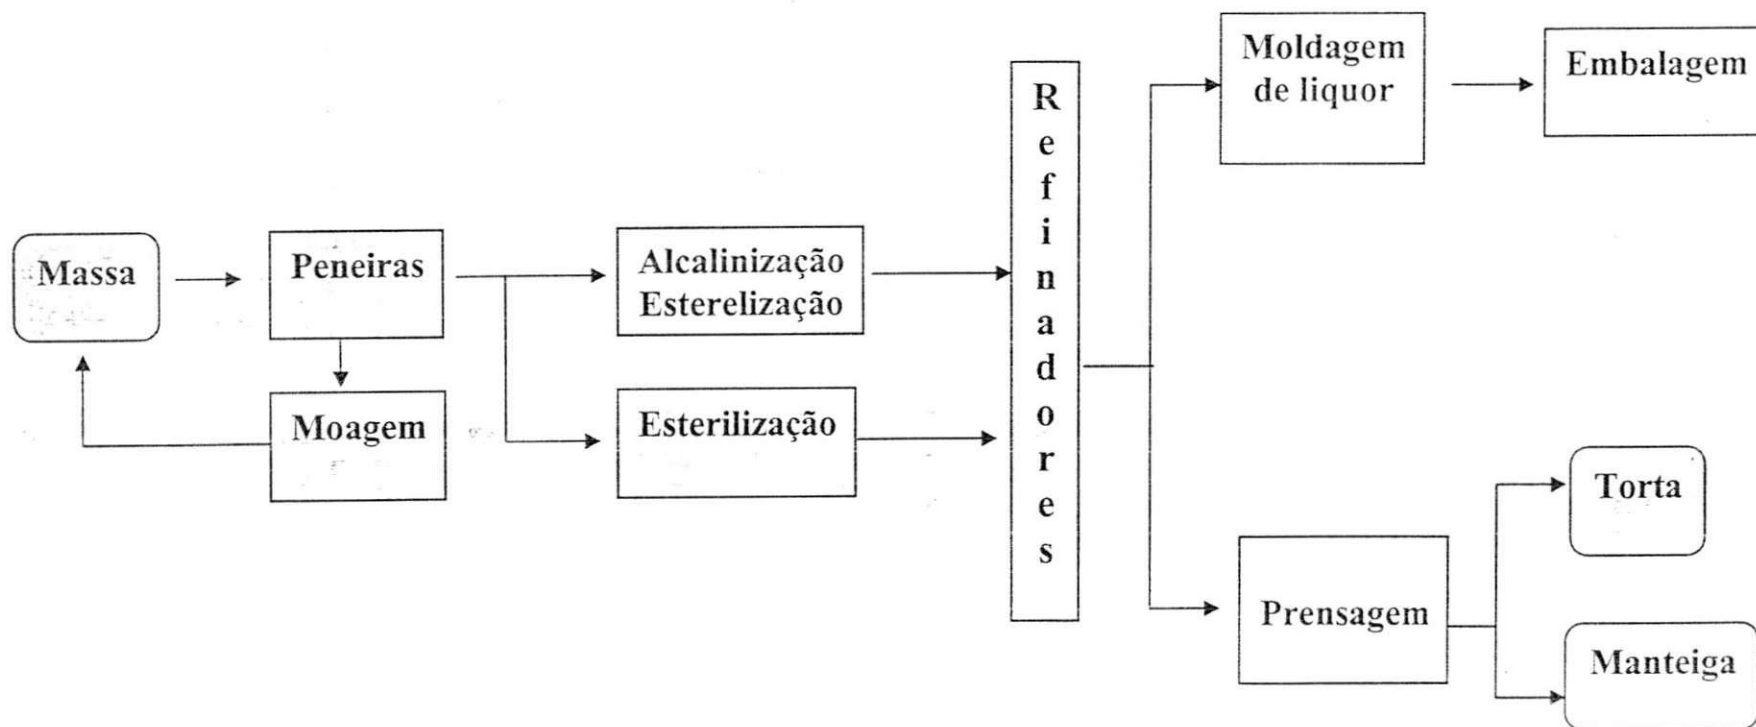 Massa
Peneiras
Moagem
Alcalinização
Esterelização
Esterilização
Refinadores
Moldagem
de liquor
Embalagem
Prensagem
Torta
Manteiga